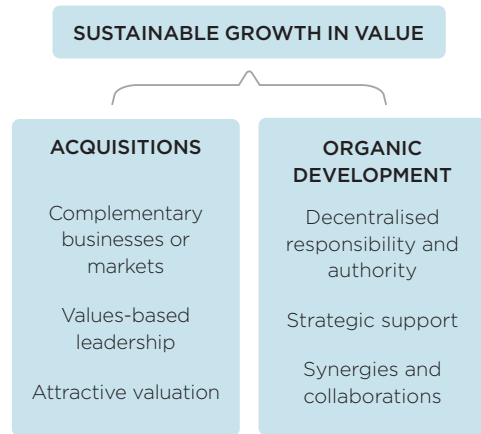 SUSTAINABLE GROWTH IN VALUE
ACQUISITIONS
Complementary
businesses or
markets
Values-based
leadership
Attractive valuation
ORGANIC
DEVELOPMENT
Decentralised
responsibility and
authority
Strategic support
Synergies and
collaborations